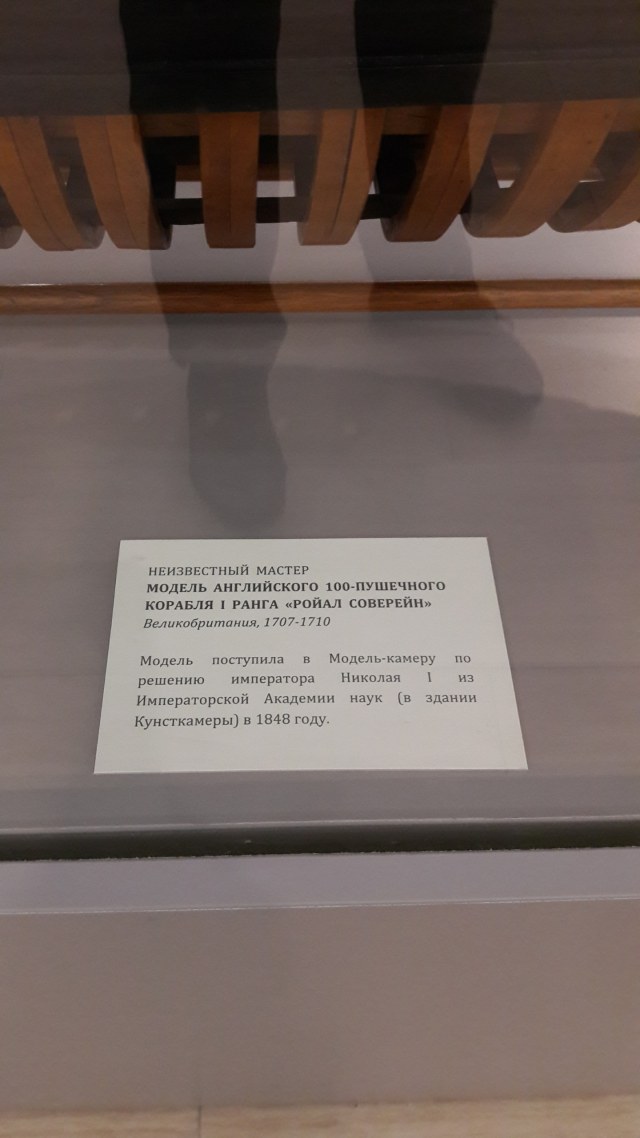 НЕИЗВЕСТНЫЙ МАСТЕР
МОДЕЛЬ АНГЛИЙСКОГО 100-ПУШЕЧНОГО
КОРАБЛЯ I РАНГА «РОЙАЛ СОВЕРЕЙН»
Великобритания, 1707-1710
Модель поступила в Модель-камеру по
решению императора Николая I из
Императорской Академии наук (в здании
Кунсткамеры) в 1848 году.